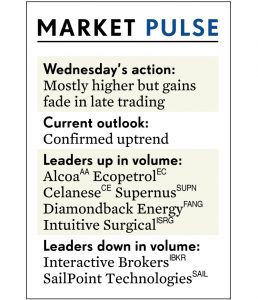 MARKET PULSE
Wednesday's action:
Mostly higher but gains
fade in late trading
Current outlook:
Confirmed uptrend
Leaders up in volume:
Alcoa AA Ecopetrol EC
Celanese CE Supernus SUPN
Diamondback Energy FANG
Intuitive Surgical ISRG
Leaders down in volume:
Interactive Brokers IBKR
SailPoint Technologies SAIL